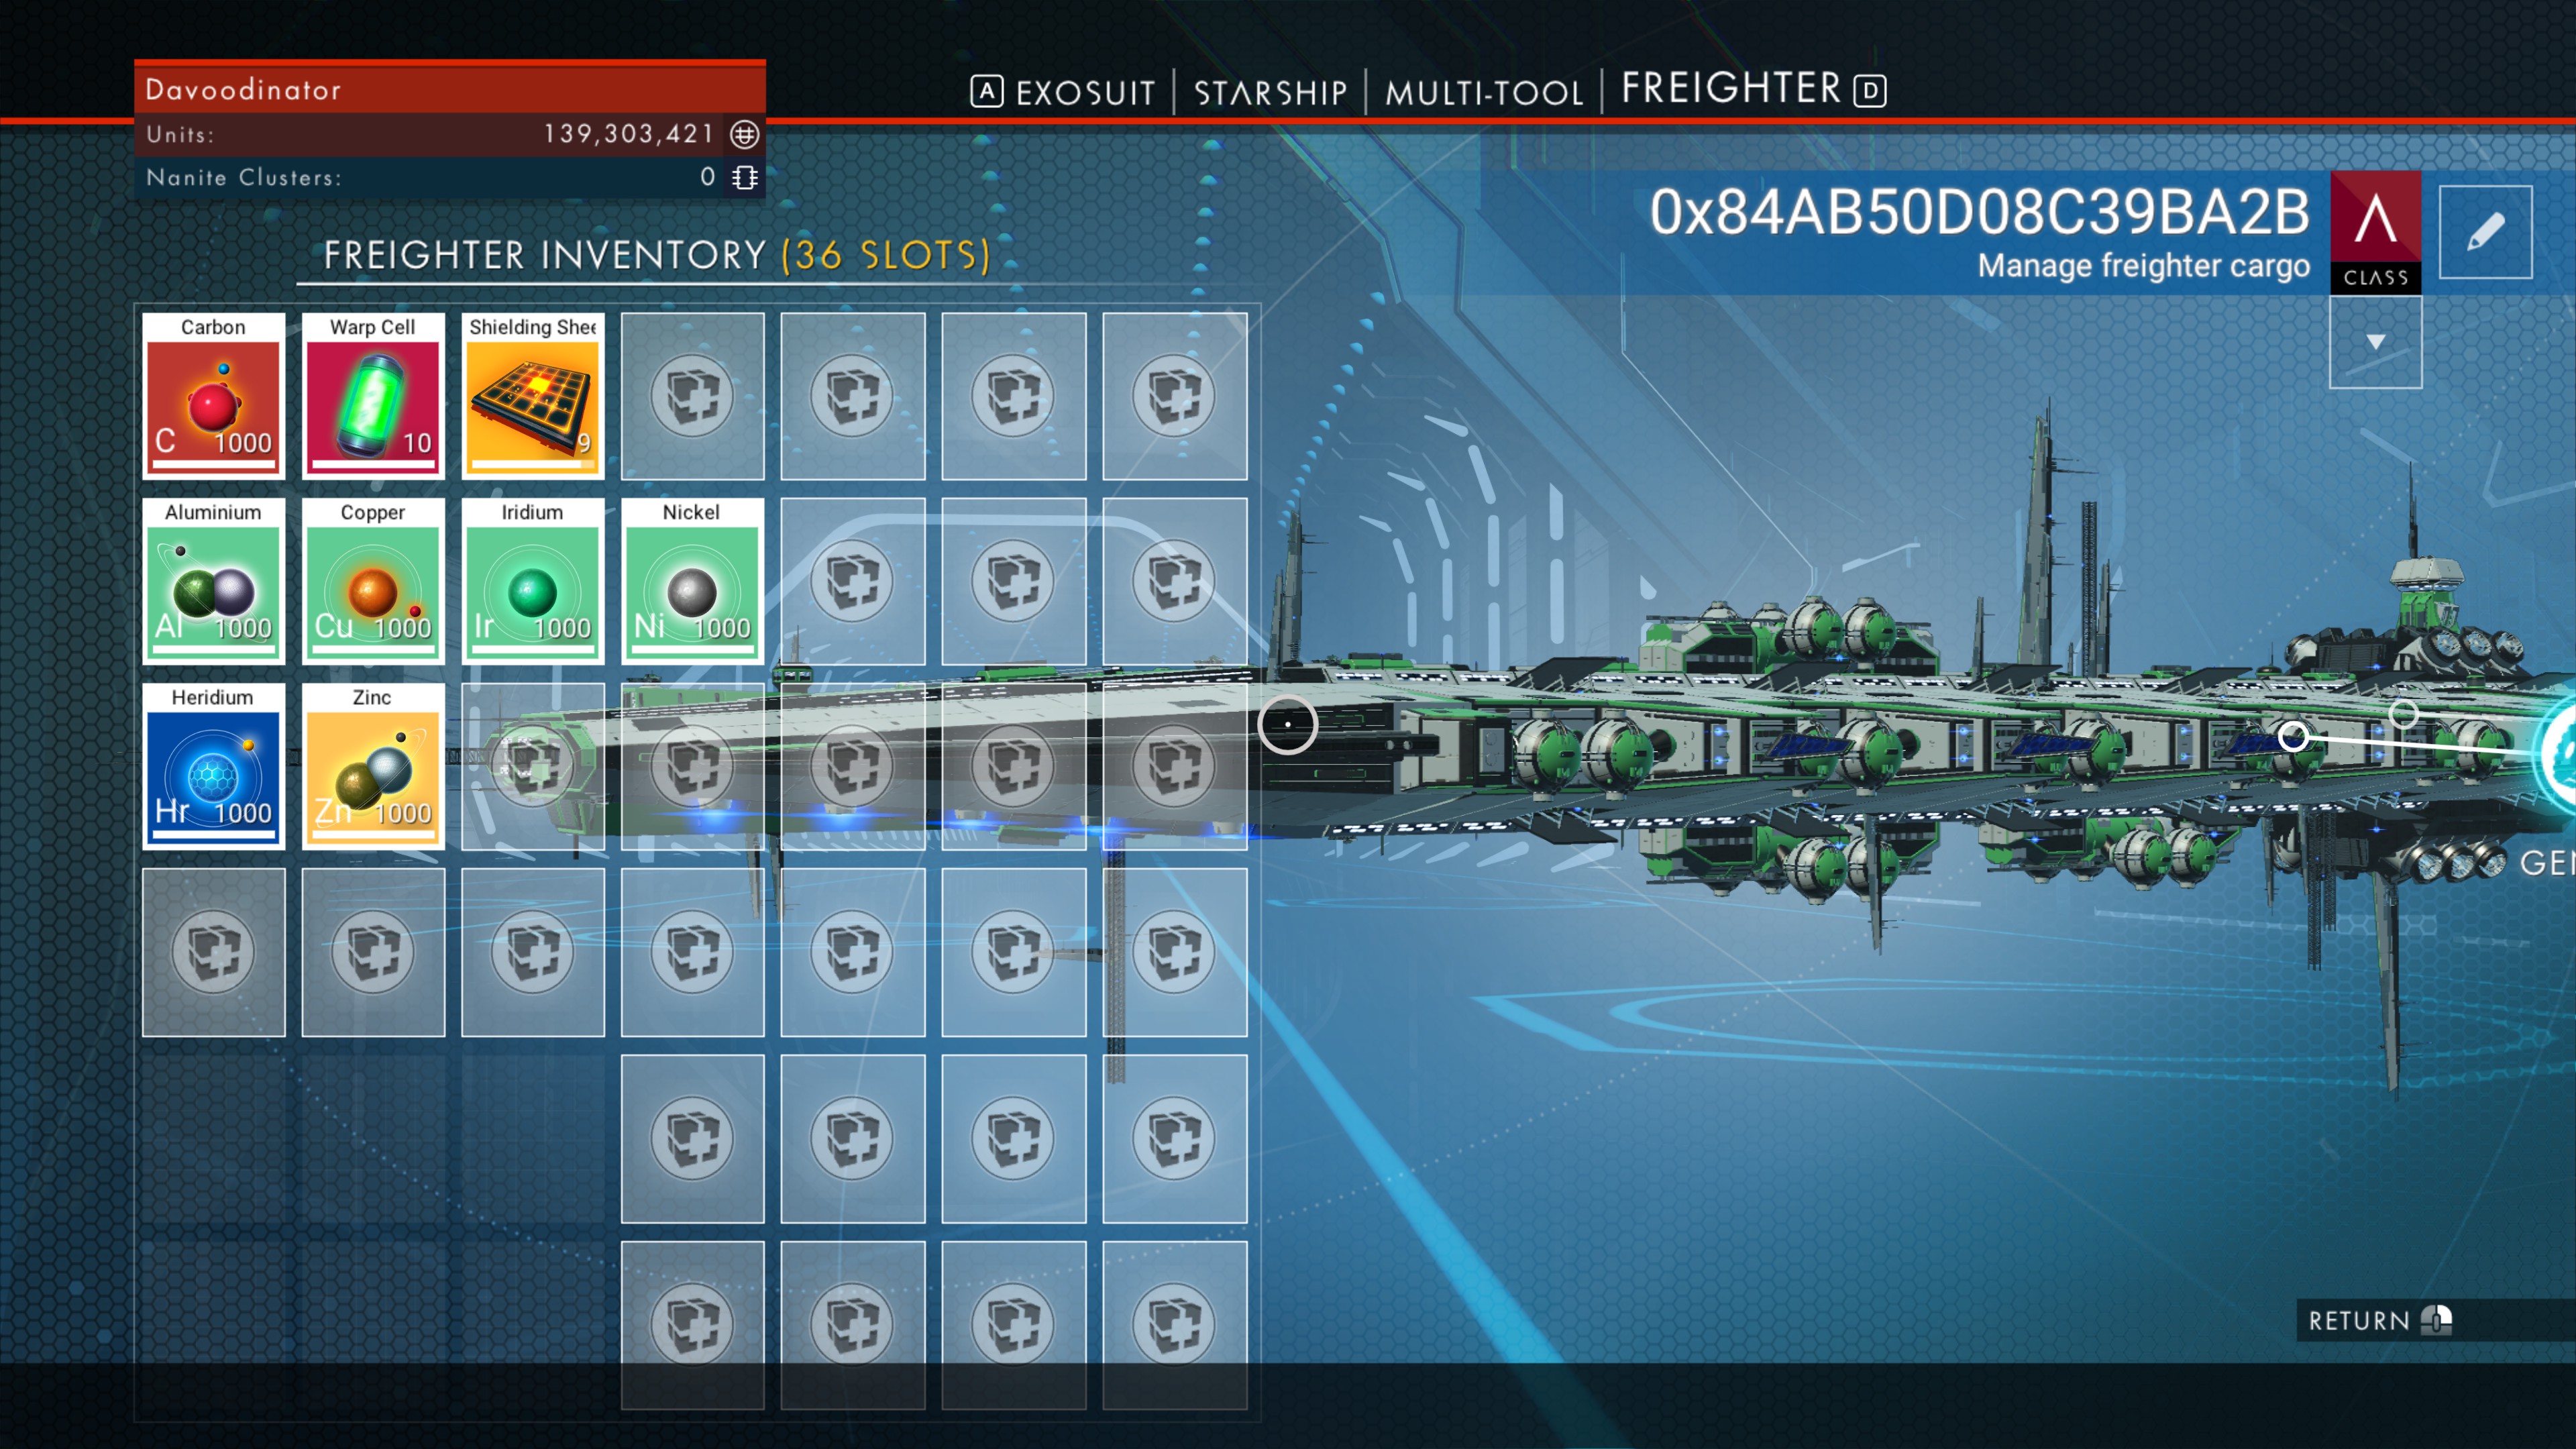 Davoodinator
Units: 139,303,421
Nanite Clusters: 0
A EXOSUIT STARSHIP MULTI-TOOL FREIGHTER D
0x84AB50D08C39BA2B
Manage freighter cargo
A
CLASS
FREIGHTER INVENTORY (36 SLOTS)
Carbon Warp Cell Shielding Shee
C 1000 10 9
Aluminium Copper Iridium Nickel
Al 1000 Cu 1000 Ir 1000 Ni 1000
Heridium Zinc
Hr 1000 Zn 1000
GEN
RETURN